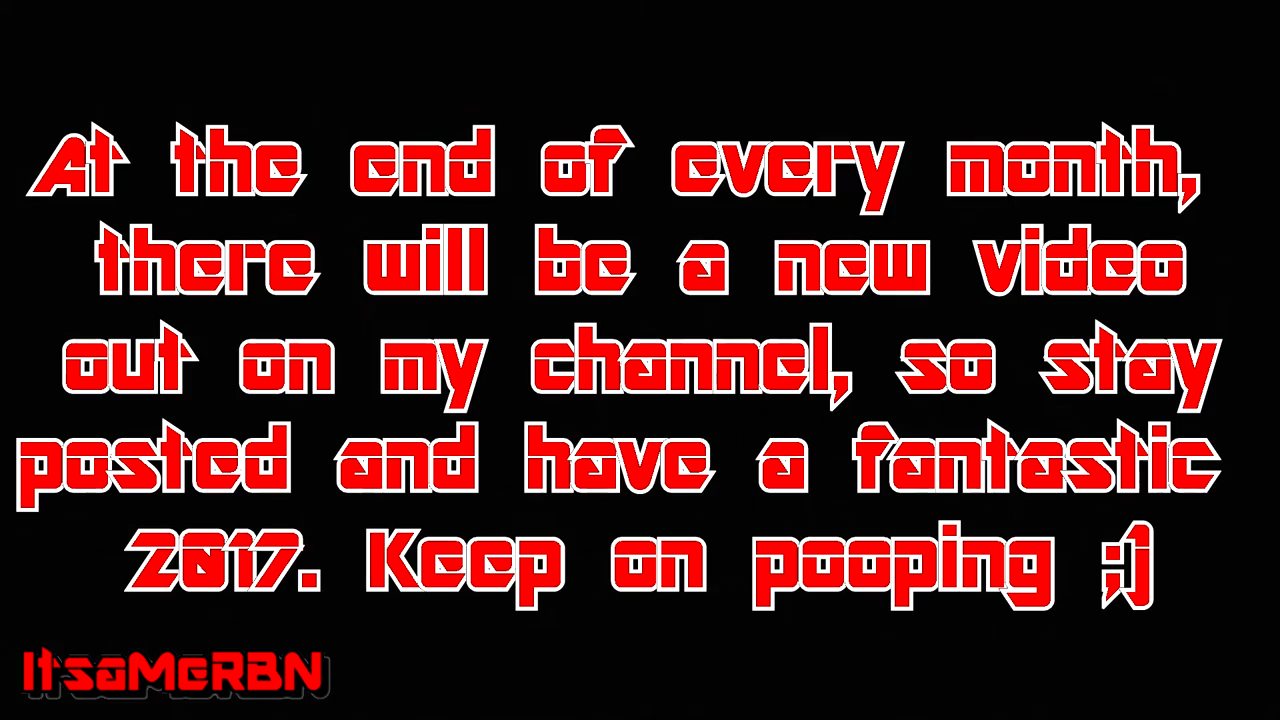 At the end of every month,
there will be a new video
out on my channel, so stay
posted and have a fantastic
2017. Keep on pooping ;)
ItsaMeRBN